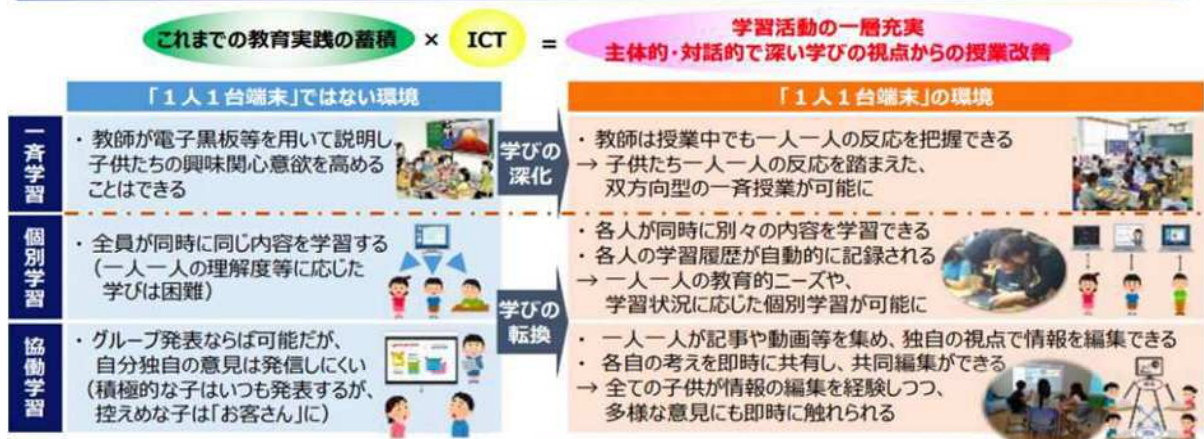 これまでの教育実践の蓄積 × ICT =
学習活動の一層充実
主体的・対話的で深い学びの視点からの授業改善
「1人1台端末」ではない環境
「1人1台端末」の環境
一斉学習
・教師が電子黒板等を用いて説明し、
子供たちの興味関心意欲を高める
ことはできる
学びの
深化
・教師は授業中でも一人一人の反応を把握できる
→ 子供たち一人一人の反応を踏まえた、
双方向型の一斉授業が可能に
個別学習
・全員が同時に同じ内容を学習する
(一人一人の理解度等に応じた
学びは困難)
学びの
転換
・各人が同時に別々の内容を学習できる
・各人の学習履歴が自動的に記録される
→ 一人一人の教育的ニーズや、
学習状況に応じた個別学習が可能に
協働学習
・グループ発表ならば可能だが、
自分独自の意見は発信しにくい
(積極的な子はいつも発表するが、
控えめな子は「お客さん」に)
・一人一人が記事や動画等を集め、独自の視点で情報を編集できる
・各自の考えを即時に共有し、共同編集ができる
→ 全ての子供が情報の編集を経験しつつ、
多様な意見にも即時に触れられる